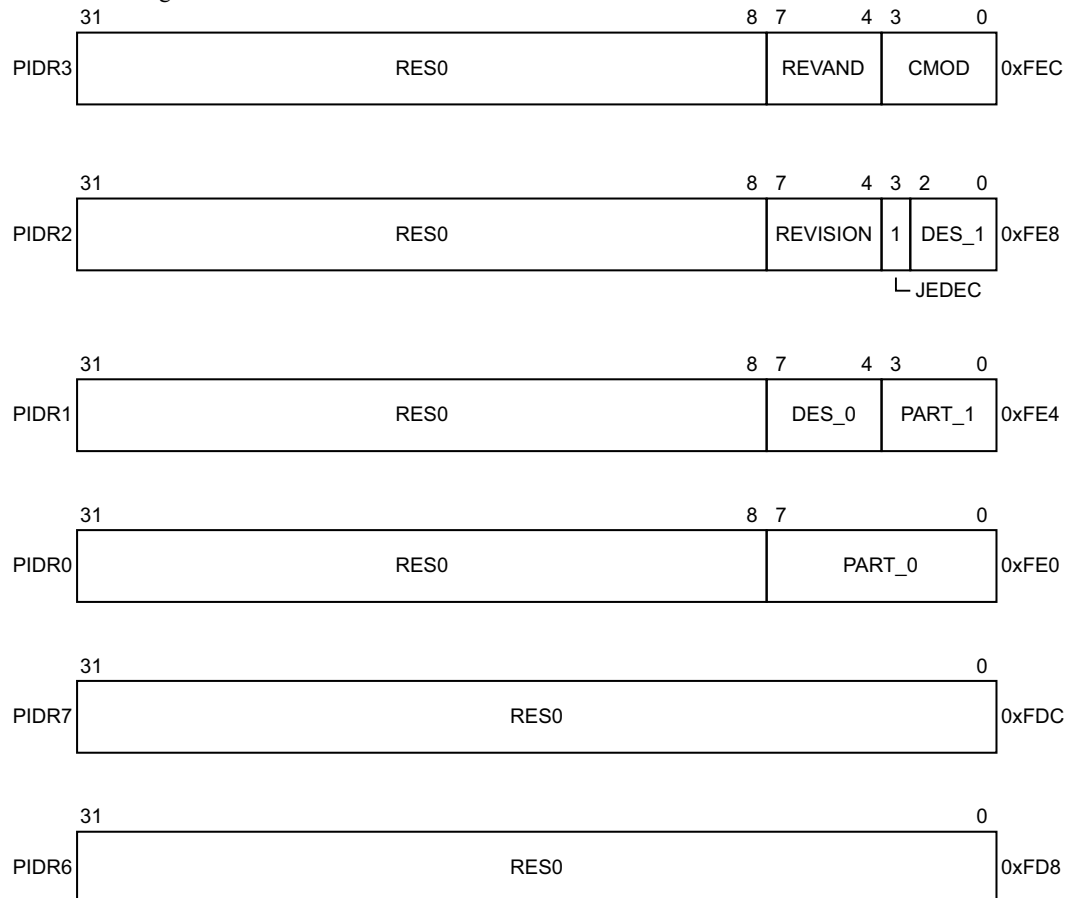 31 8 7 4 3 0
PIDR3 RES0 REVAND CMOD 0xFEC
31 8 7 4 3 2 0
PIDR2 RES0 REVISION 1 DES_1 0xFE8
JEDEC
31 8 7 4 3 0
PIDR1 RES0 DES_0 PART_1 0xFE4
31 8 7 0
PIDR0 RES0 PART_0 0xFE0
31 0
PIDR7 RES0 0xFDC
31 0
PIDR6 RES0 0xFD8